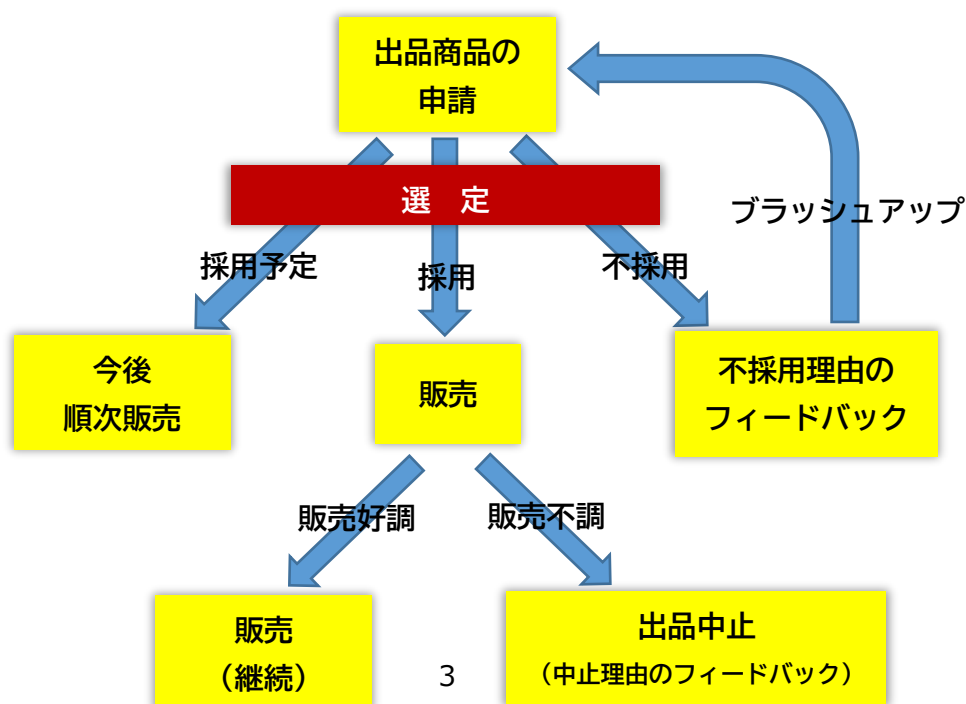 出品商品の
申請
選　定
ブラッシュアップ
採用予定
採用
不採用
今後
順次販売
販売
不採用理由の
フィードバック
販売好調
販売不調
販売
（継続）
3
出品中止
（中止理由のフィードバック）